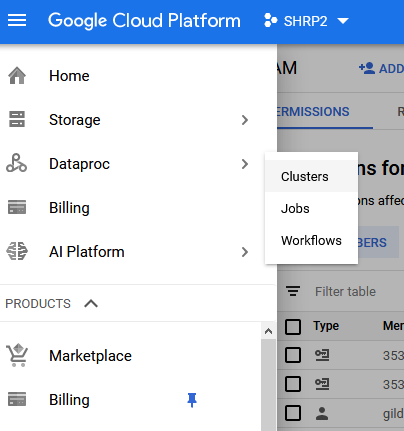 Google Cloud Platform
SHRP2
Home
Storage
Dataproc
Billing
AI Platform
PRODUCTS
Marketplace
Billing
Clusters
Jobs
Workflows
AM
ADD
ERMISSIONS
R
ns for
ons affec
BERS
Filter table
Type
Mem
353
353
gild